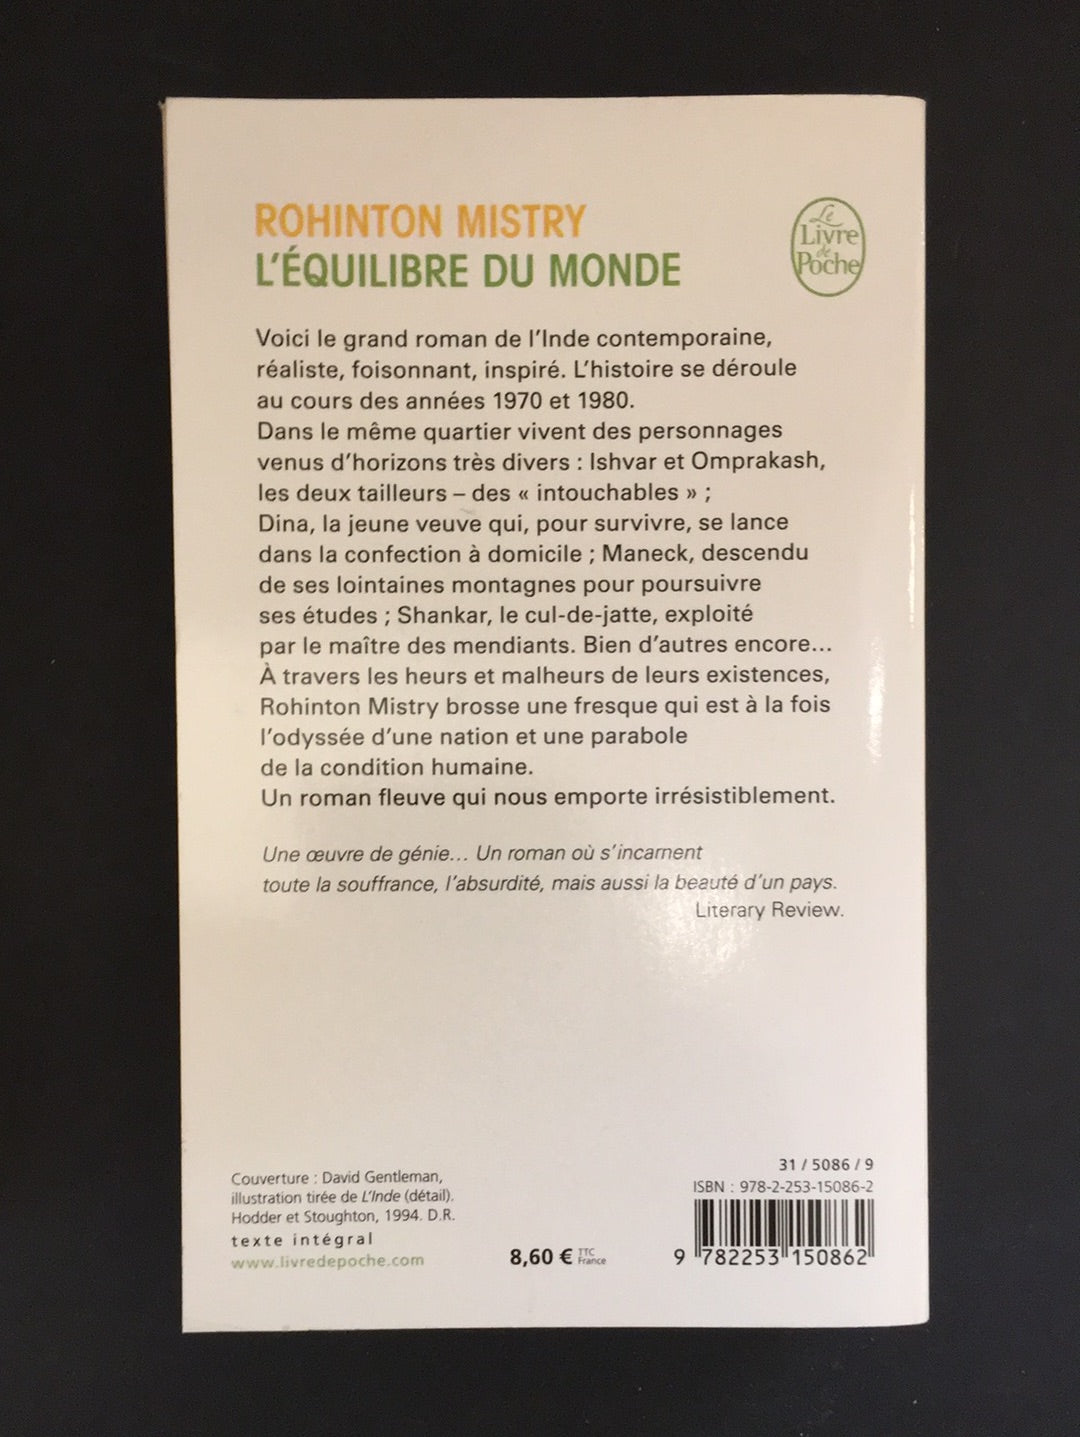 ROHINTON MISTRY
L'ÉQUILIBRE DU MONDE
Le
Livre
de
Poche
Voici le grand roman de l'Inde contemporaine,
réaliste, foisonnant, inspiré. L'histoire se déroule
au cours des années 1970 et 1980.
Dans le même quartier vivent des personnages
venus d'horizons très divers : Ishvar et Omprakash,
les deux tailleurs – des « intouchables » ;
Dina, la jeune veuve qui, pour survivre, se lance
dans la confection à domicile ; Maneck, descendu
de ses lointaines montagnes pour poursuivre
ses études ; Shankar, le cul-de-jatte, exploité
par le maître des mendiants. Bien d'autres encore...
À travers les heurs et malheurs de leurs existences,
Rohinton Mistry brosse une fresque qui est à la fois
l'odyssée d'une nation et une parabole
de la condition humaine.
Un roman fleuve qui nous emporte irrésistiblement.
Une œuvre de génie... Un roman où s'incarnent
toute la souffrance, l'absurdité, mais aussi la beauté d'un pays.
Literary Review.
Couverture : David Gentleman,
illustration tirée de L'Inde (détail).
Hodder et Stoughton, 1994. D.R.
texte intégral
www.livredepoche.com
8,60 € TTC
France
31 / 5086 / 9
ISBN : 978-2-253-15086-2
9 782253 150862